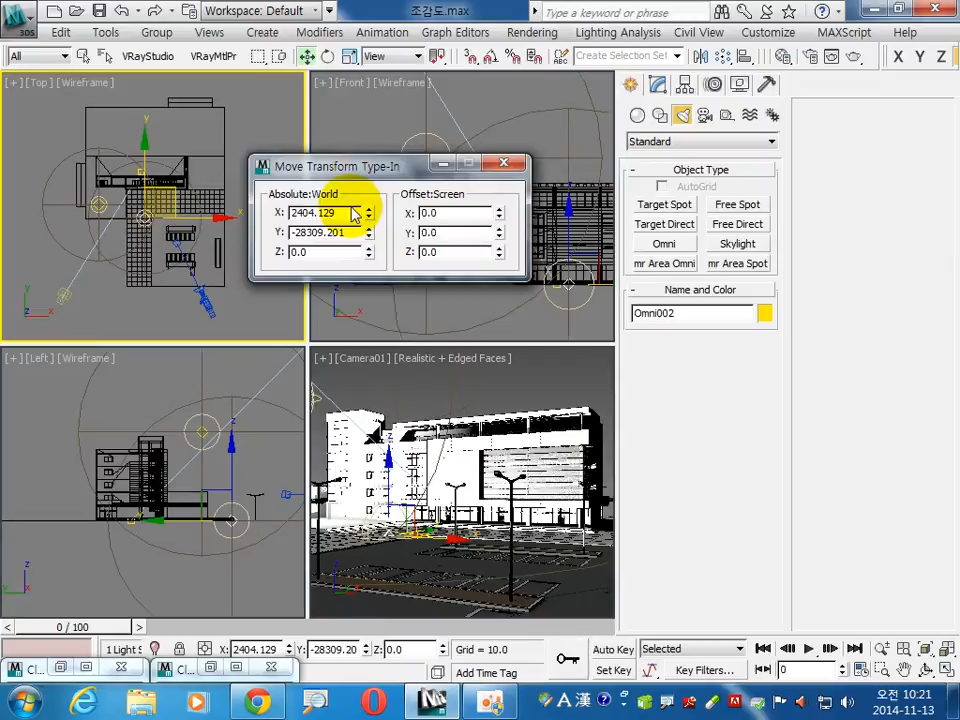 Workspace: Default
조감도.max
Type a keyword or phrase
3DS
Edit
Tools
Group
Views
Create
Modifiers
Animation
Graph Editors
Rendering
Lighting Analysis
Civil View
Customize
MAXScript
Help
All
VRayStudio
VRayMtlPr
View
Create Selection Set
X
Y
Z
[+] [Top] [Wireframe]
[+] [Front] [Wireframe]
Move Transform Type-In
Absolute:World
X: 2404.129
Y: -28309.201
Z: 0.0
Offset:Screen
X: 0.0
Y: 0.0
Z: 0.0
[+] [Left] [Wireframe]
[+] [Camera01] [Realistic + Edged Faces]
Standard
Object Type
AutoGrid
Target Spot
Free Spot
Target Direct
Free Direct
Omni
Skylight
mr Area Omni
mr Area Spot
Name and Color
Omni002
0 / 100
1 Light S
X: 2404.129
Y: -28309.20
Z: 0.0
Grid = 10.0
Add Time Tag
Auto Key
Selected
Set Key
Key Filters...
0
Cl...
Cl...
A 漢
오전 10:21
2014-11-13